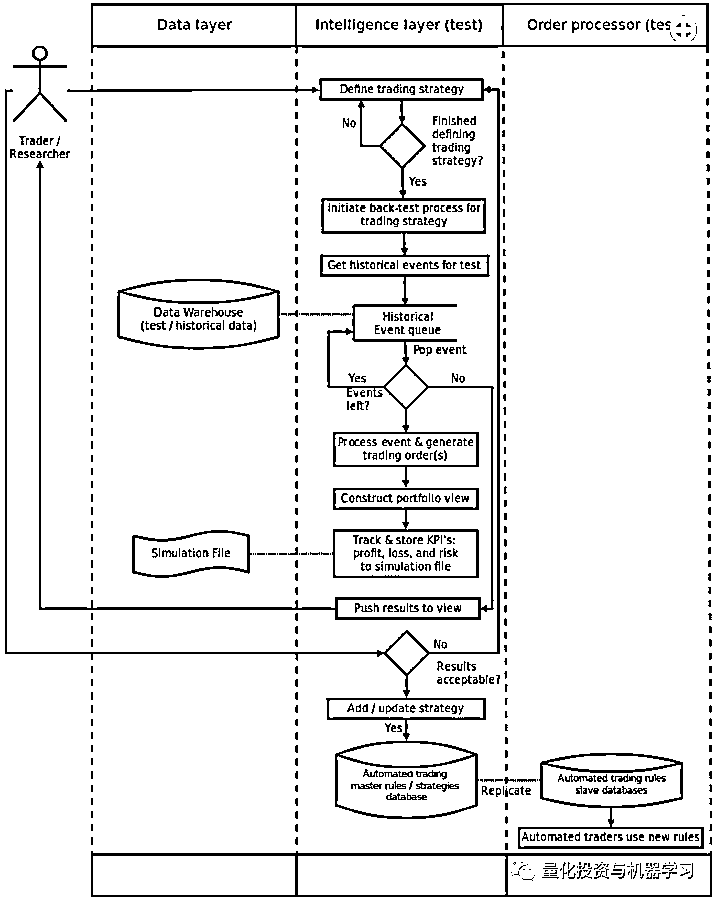 Data layer
Intelligence layer (test)
Order processor (tes
Trader /
Researcher
Define trading strategy
No
Finished
defining
trading
strategy?
Yes
Initiate back-test process for
trading strategy
Get historical events for test
Data Warehouse
(test / historical data)
Historical
Event queue
Pop event
Yes
No
Events
left?
Process event & generate
trading order(s)
Construct portfolio view
Simulation File
Track & store KPI's:
profit, loss, and risk
to simulation file
Push results to view
No
Results
acceptable?
Add / update strategy
Yes
Automated trading
master rules / strategies
database
Replicate
Automated trading rules
slave databases
Automated traders use new rules
量化投资与机器学习